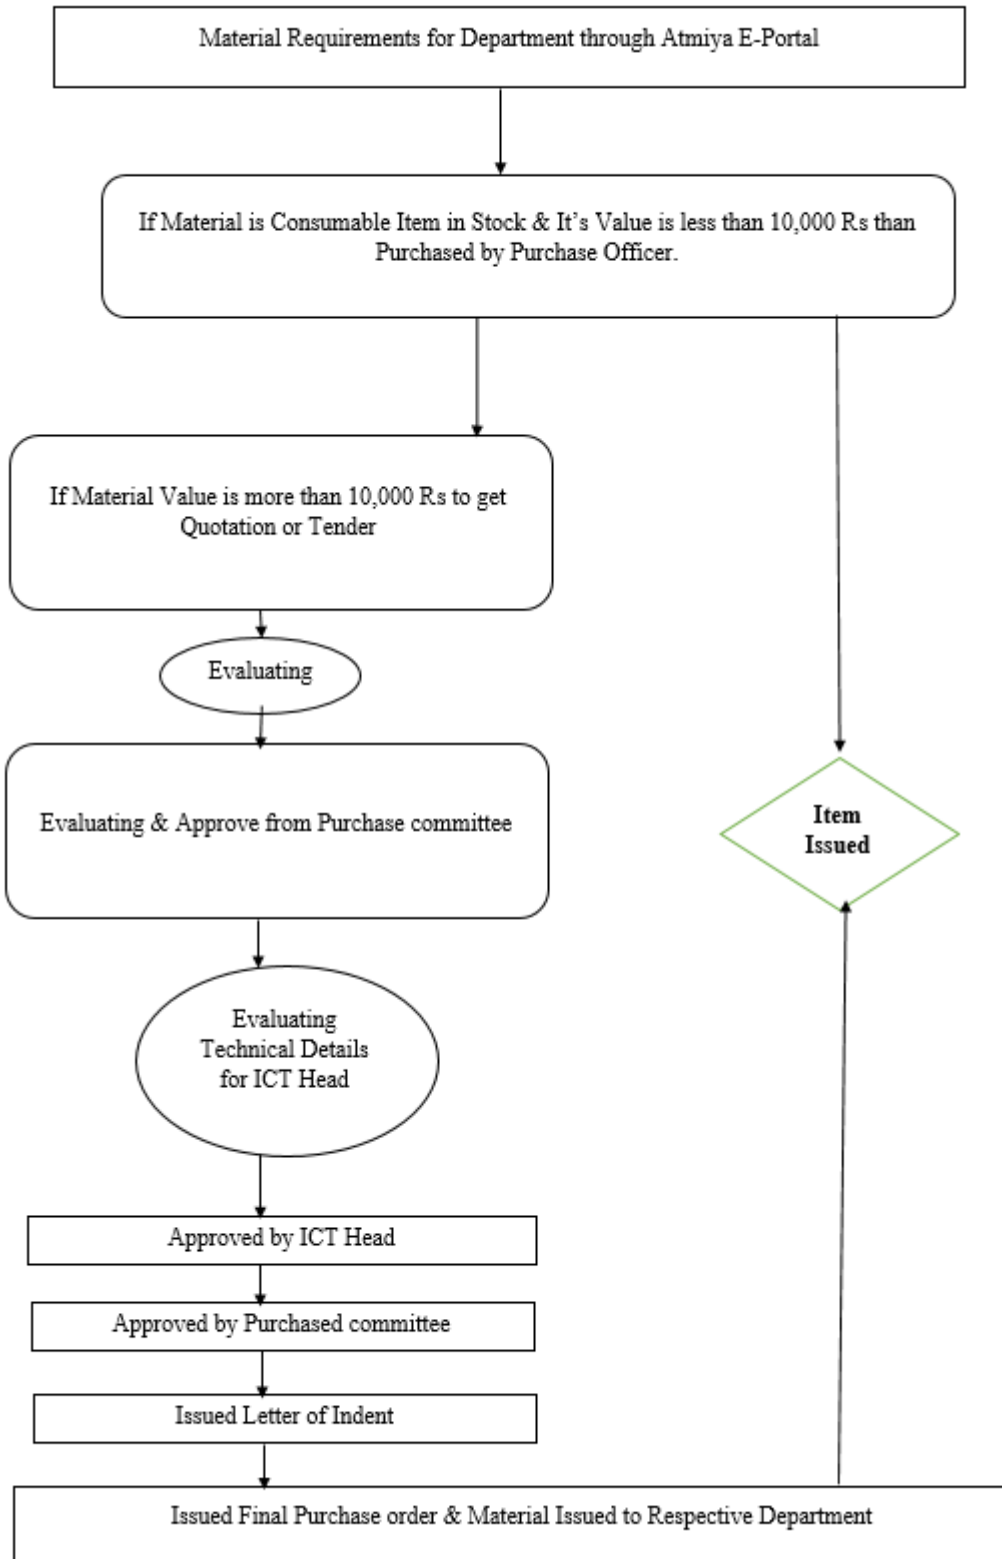 Material Requirements for Department through Atmiya E-Portal
If Material is Consumable Item in Stock & It's Value is less than 10,000 Rs than
Purchased by Purchase Officer.
If Material Value is more than 10,000 Rs to get
Quotation or Tender
Evaluating
Evaluating & Approve from Purchase committee
Item
Issued
Evaluating
Technical Details
for ICT Head
Approved by ICT Head
Approved by Purchased committee
Issued Letter of Indent
Issued Final Purchase order & Material Issued to Respective Department